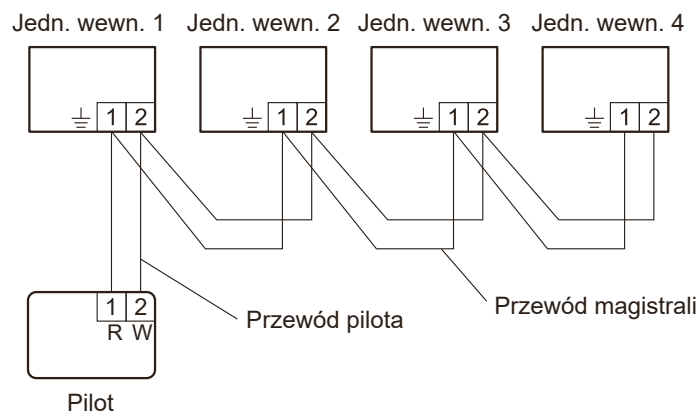 Jedn. wewn. 1 Jedn. wewn. 2 Jedn. wewn. 3 Jedn. wewn. 4
1 2 1 2 1 2 1 2
1 2
R W
Przewód pilota
Przewód magistrali
Pilot